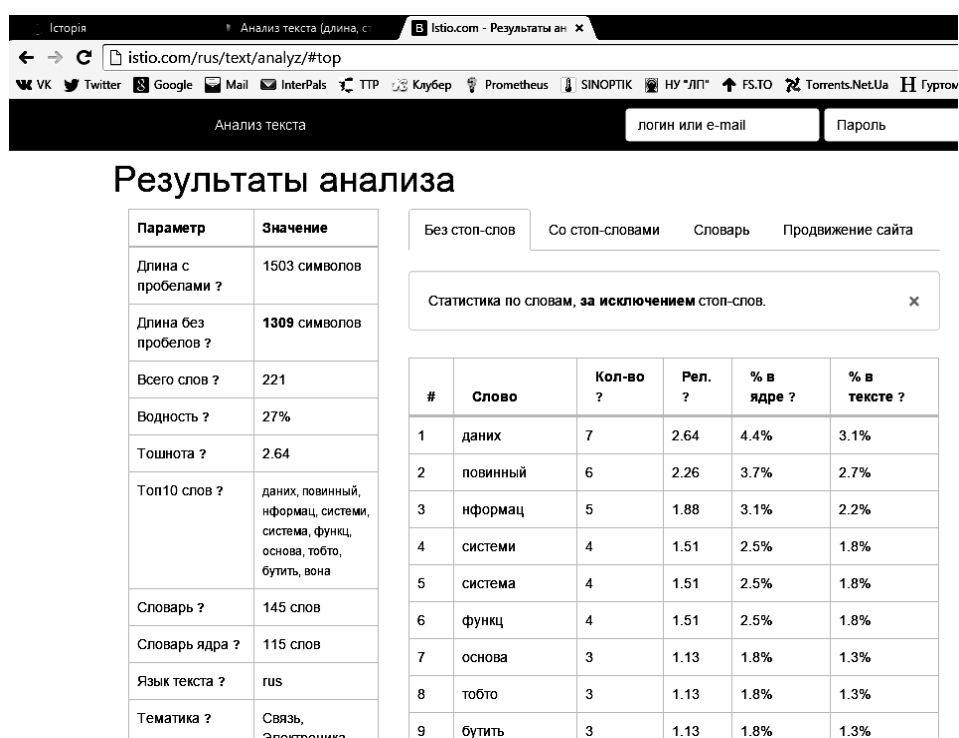 Історія
Анализ текста (длина, ст
Istio.com - Результаты ан
istio.com/rus/text/analyz/#top
VK Twitter Google Mail InterPals TTP Клубер Prometheus SINOPTIK НУ "ЛП" FS.TO Torrents.Net.Ua Гуртом
Анализ текста
логин или e-mail
Пароль
Результаты анализа
Параметр Значение
Длина с пробелами ? 1503 символов
Длина без пробелов ? 1309 символов
Всего слов ? 221
Водность ? 27%
Тошнота ? 2.64
Топ10 слов ? даних, повинный,
нформац, системи,
система, функц,
основа, тобто,
бутить, вона
Словарь ? 145 слов
Словарь ядра ? 115 слов
Язык текста ? rus
Тематика ? Связь,
Электроника
Без стоп-слов Со стоп-словами Словарь Продвижение сайта
Статистика по словам, за исключением стоп-слов. ×
# Слово Кол-во ? Рел. ? % в ядре ? % в тексте ?
1 даних 7 2.64 4.4% 3.1%
2 повинный 6 2.26 3.7% 2.7%
3 нформац 5 1.88 3.1% 2.2%
4 системи 4 1.51 2.5% 1.8%
5 система 4 1.51 2.5% 1.8%
6 функц 4 1.51 2.5% 1.8%
7 основа 3 1.13 1.8% 1.3%
8 тобто 3 1.13 1.8% 1.3%
9 бутить 3 1.13 1.8% 1.3%